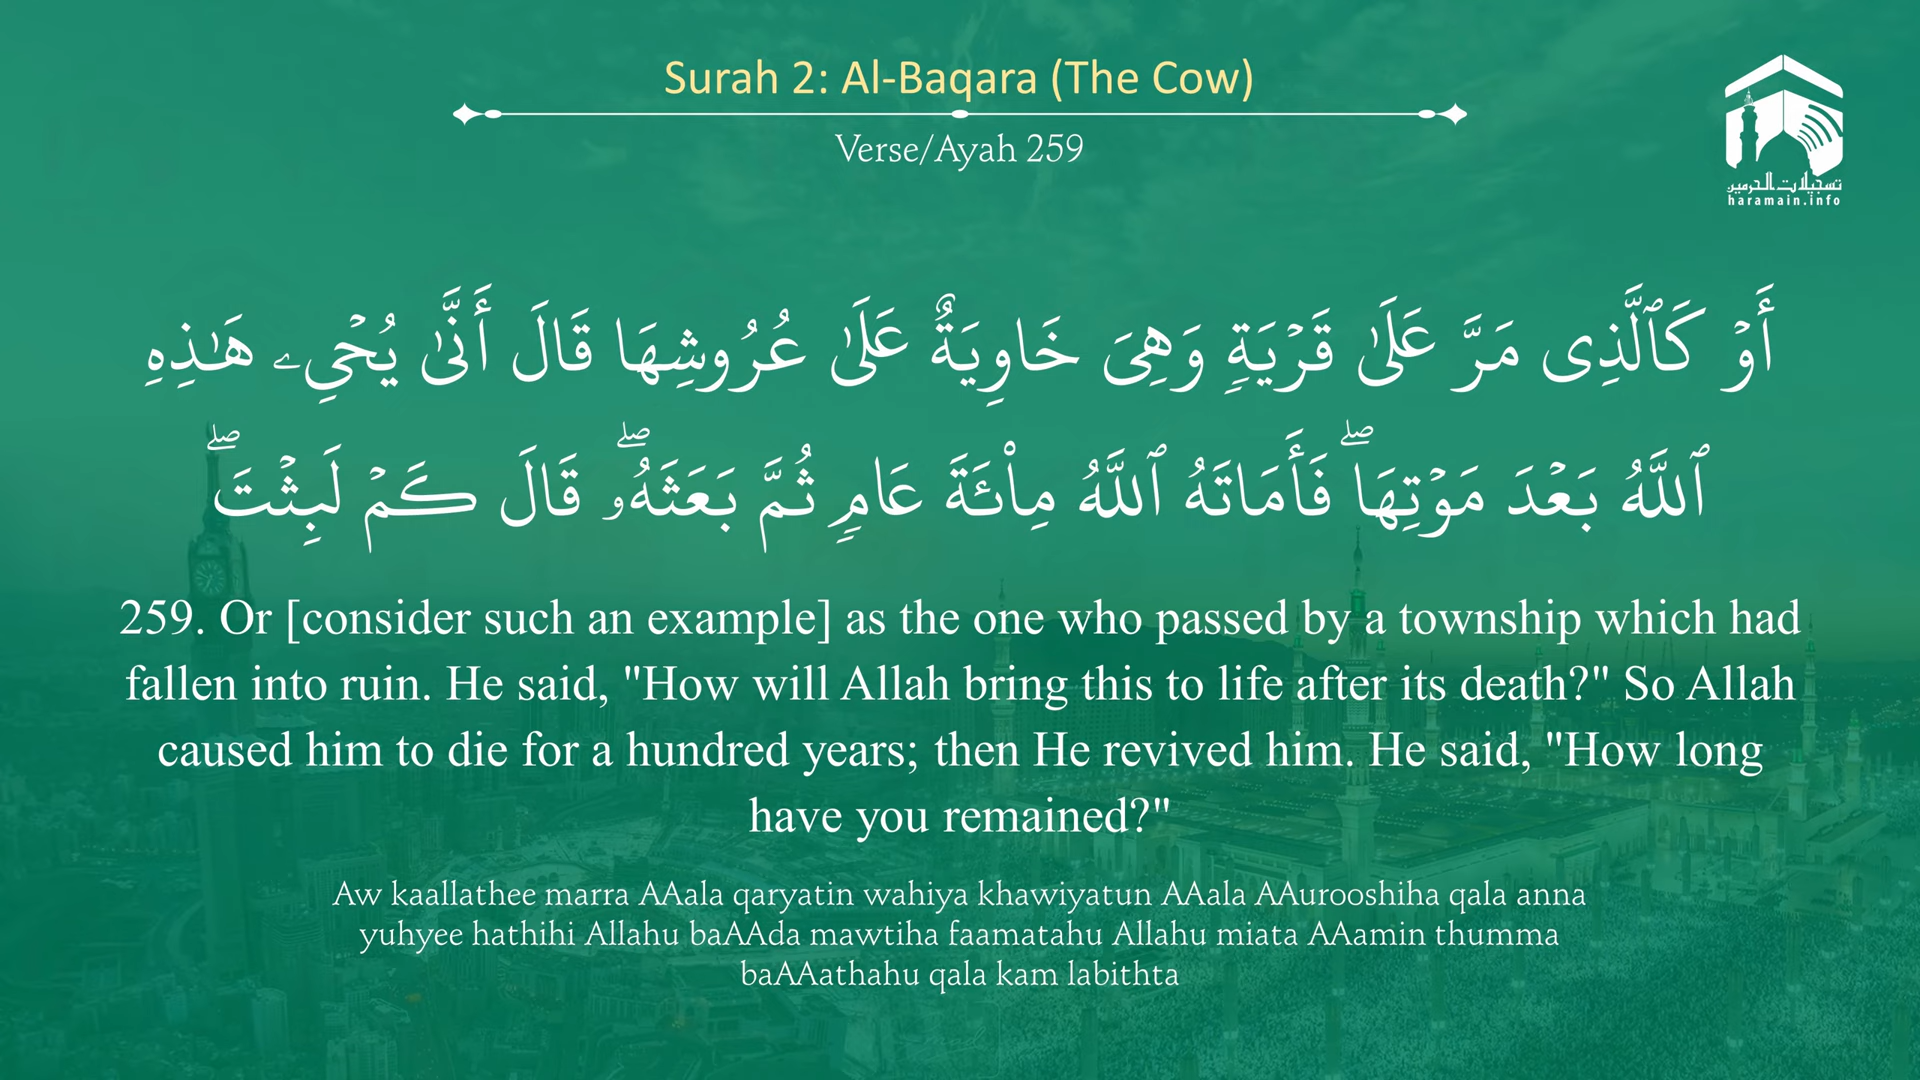 Surah 2: Al-Baqara (The Cow)
Verse/Ayah 259
تسجيلات الحرمين
haramain.info
أَوْ كَٱلَّذِى مَرَّ عَلَىٰ قَرْيَةٍۢ وَهِىَ خَاوِيَةٌ عَلَىٰ عُرُوشِهَا قَالَ أَنَّىٰ يُحْىِۦ هَـٰذِهِ
ٱللَّهُ بَعْدَ مَوْتِهَا ۖ فَأَمَاتَهُ ٱللَّهُ مِا۟ئَةَ عَامٍۢ ثُمَّ بَعَثَهُۥ ۖ قَالَ كَمْ لَبِثْتَ ۖ
259. Or [consider such an example] as the one who passed by a township which had
fallen into ruin. He said, "How will Allah bring this to life after its death?" So Allah
caused him to die for a hundred years; then He revived him. He said, "How long
have you remained?"
Aw kaallathee marra AAala qaryatin wahiya khawiyatun AAala AAurooshiha qala anna
yuhyee hathihi Allahu baAAda mawtiha faamatahu Allahu miata AAamin thumma
baAAathahu qala kam labithta